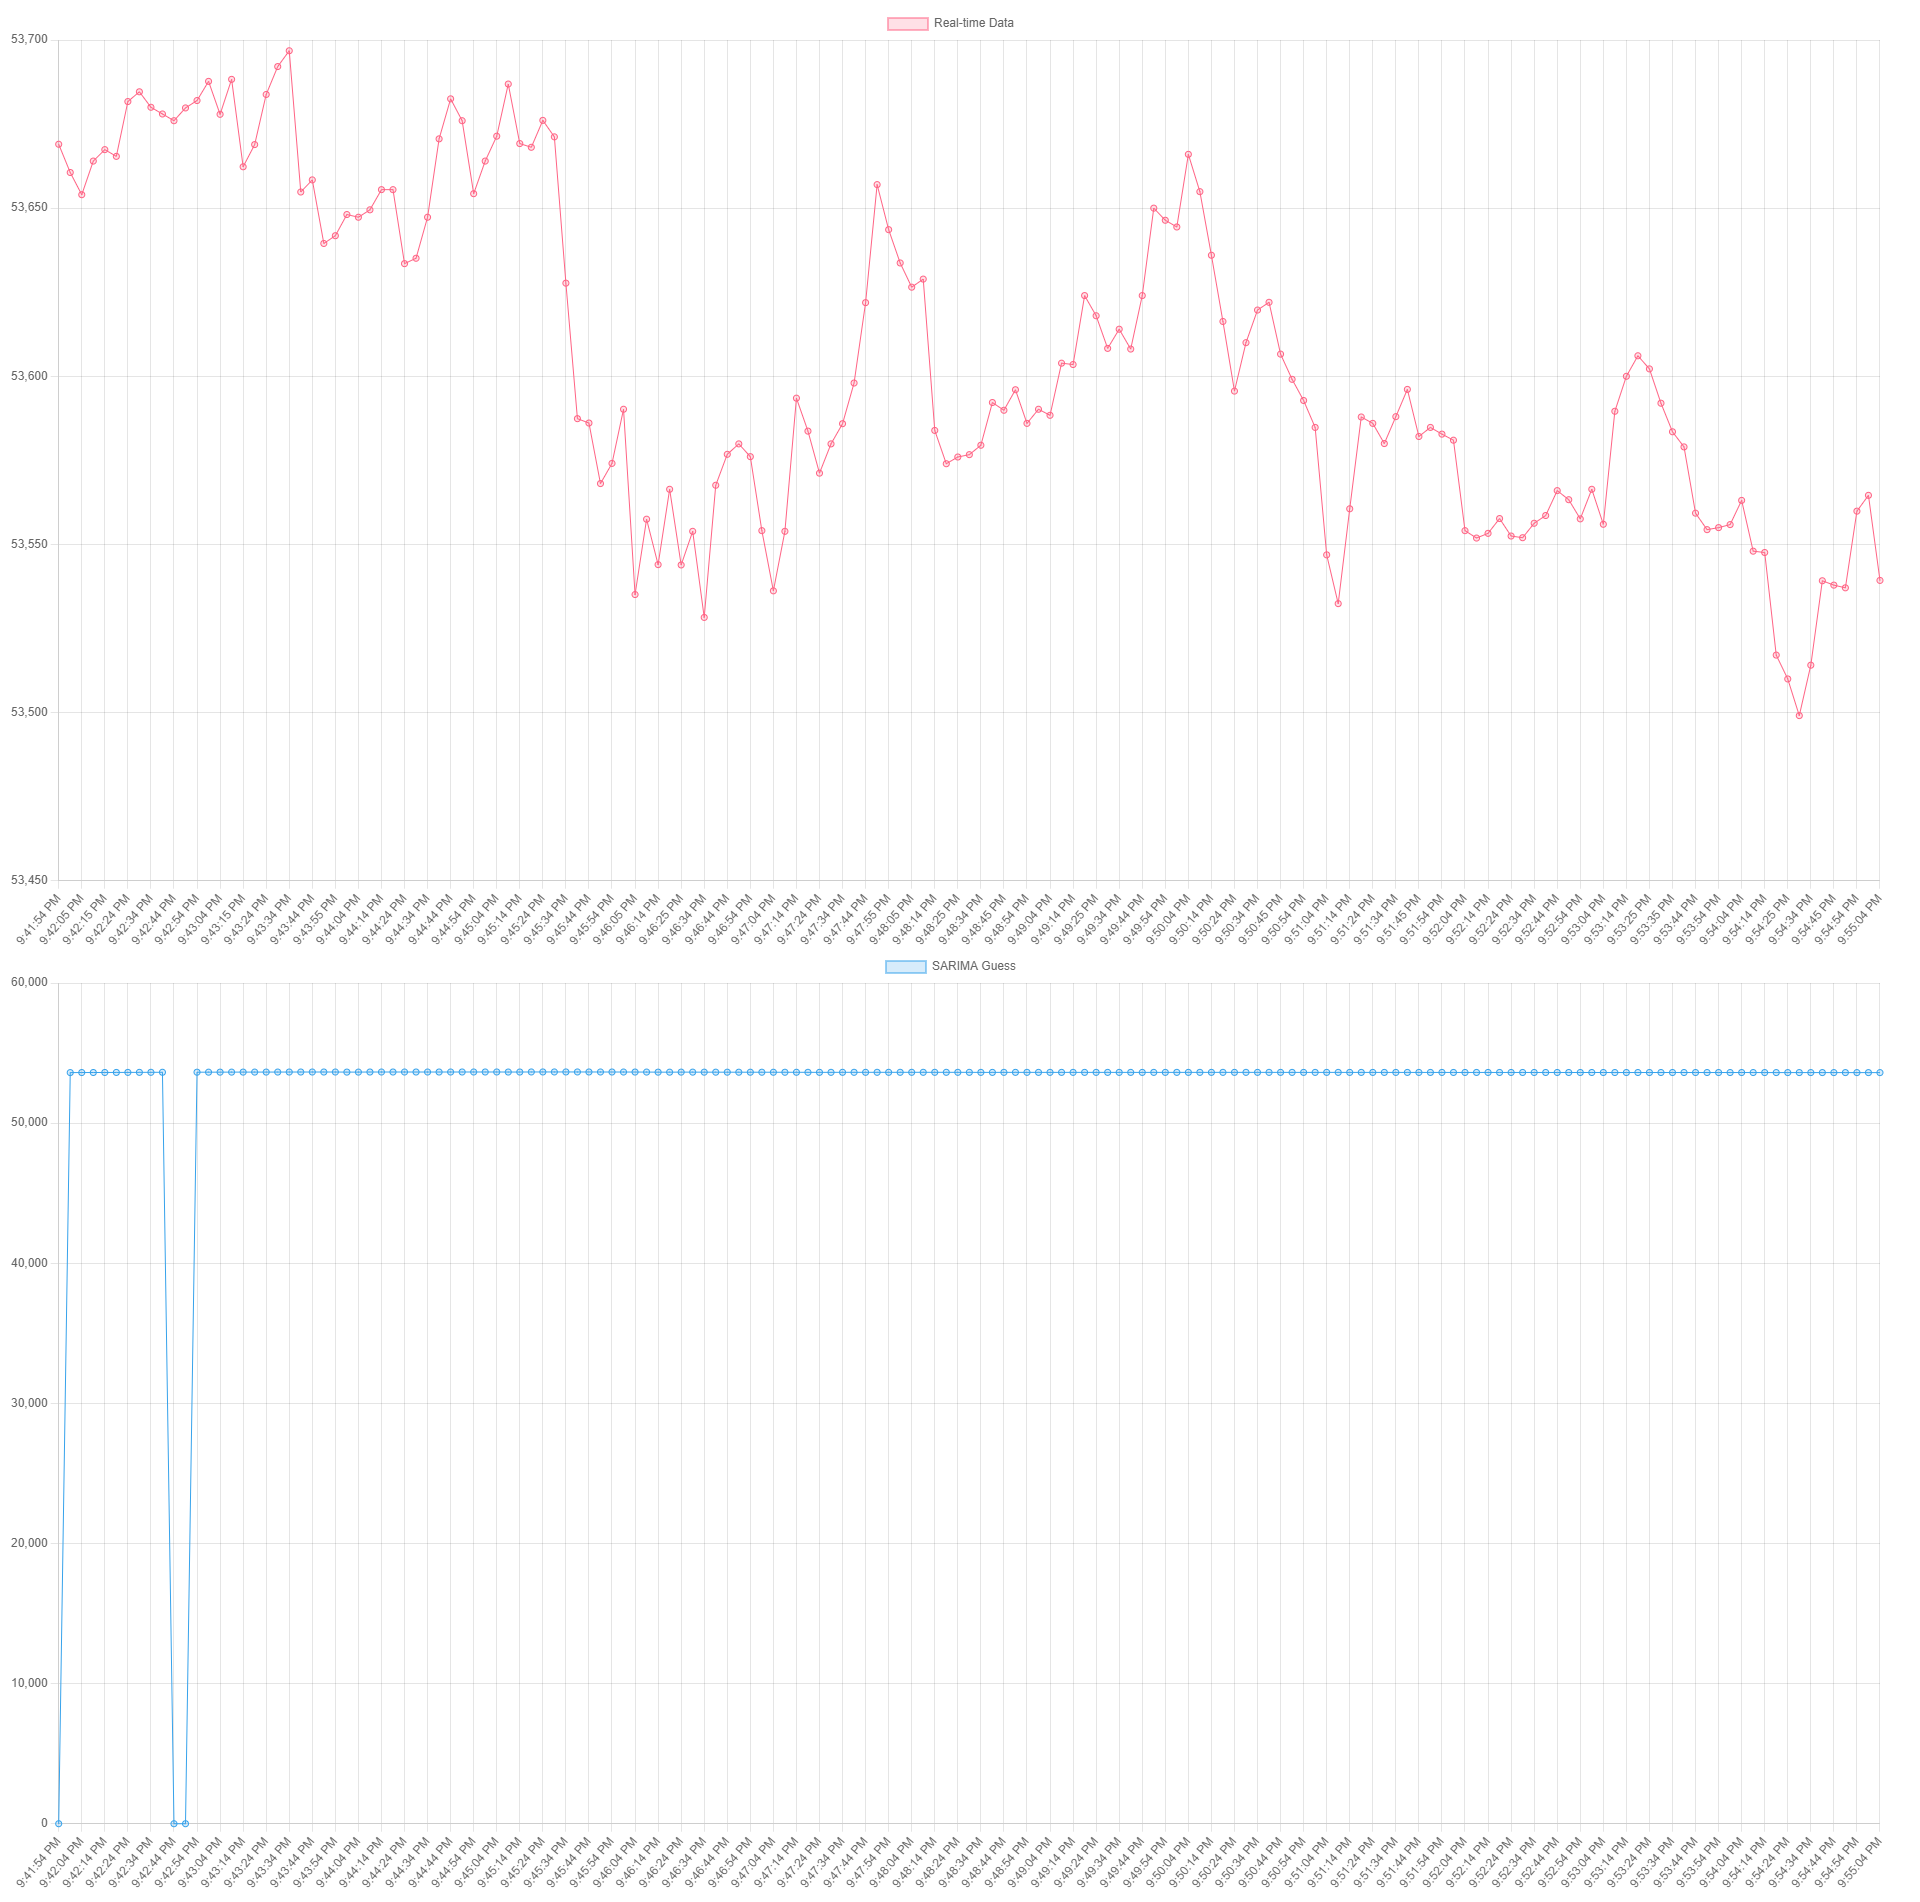 Real-time Data
53,700
53,650
53,600
53,550
53,500
53,450
9:41:54 PM
9:42:05 PM
9:42:15 PM
9:42:24 PM
9:42:34 PM
9:42:44 PM
9:42:54 PM
9:43:04 PM
9:43:15 PM
9:43:24 PM
9:43:34 PM
9:43:44 PM
9:43:55 PM
9:44:04 PM
9:44:14 PM
9:44:24 PM
9:44:34 PM
9:44:44 PM
9:44:54 PM
9:45:04 PM
9:45:14 PM
9:45:24 PM
9:45:34 PM
9:45:44 PM
9:45:54 PM
9:46:05 PM
9:46:14 PM
9:46:25 PM
9:46:34 PM
9:46:44 PM
9:46:54 PM
9:47:04 PM
9:47:14 PM
9:47:24 PM
9:47:34 PM
9:47:44 PM
9:47:55 PM
9:48:05 PM
9:48:14 PM
9:48:25 PM
9:48:34 PM
9:48:45 PM
9:48:54 PM
9:49:04 PM
9:49:14 PM
9:49:25 PM
9:49:34 PM
9:49:44 PM
9:49:54 PM
9:50:04 PM
9:50:14 PM
9:50:24 PM
9:50:34 PM
9:50:45 PM
9:50:54 PM
9:51:04 PM
9:51:14 PM
9:51:24 PM
9:51:34 PM
9:51:45 PM
9:51:54 PM
9:52:04 PM
9:52:14 PM
9:52:24 PM
9:52:34 PM
9:52:44 PM
9:52:54 PM
9:53:04 PM
9:53:14 PM
9:53:25 PM
9:53:35 PM
9:53:44 PM
9:53:54 PM
9:54:04 PM
9:54:14 PM
9:54:25 PM
9:54:34 PM
9:54:45 PM
9:54:54 PM
9:55:04 PM
SARIMA Guess
60,000
50,000
40,000
30,000
20,000
10,000
0
9:41:54 PM
9:42:04 PM
9:42:14 PM
9:42:24 PM
9:42:34 PM
9:42:44 PM
9:42:54 PM
9:43:04 PM
9:43:14 PM
9:43:24 PM
9:43:34 PM
9:43:44 PM
9:43:54 PM
9:44:04 PM
9:44:14 PM
9:44:24 PM
9:44:34 PM
9:44:44 PM
9:44:54 PM
9:45:04 PM
9:45:14 PM
9:45:24 PM
9:45:34 PM
9:45:44 PM
9:45:54 PM
9:46:04 PM
9:46:14 PM
9:46:24 PM
9:46:34 PM
9:46:44 PM
9:46:54 PM
9:47:04 PM
9:47:14 PM
9:47:24 PM
9:47:34 PM
9:47:44 PM
9:47:54 PM
9:48:04 PM
9:48:14 PM
9:48:24 PM
9:48:34 PM
9:48:44 PM
9:48:54 PM
9:49:04 PM
9:49:14 PM
9:49:24 PM
9:49:34 PM
9:49:44 PM
9:49:54 PM
9:50:04 PM
9:50:14 PM
9:50:24 PM
9:50:34 PM
9:50:44 PM
9:50:54 PM
9:51:04 PM
9:51:14 PM
9:51:24 PM
9:51:34 PM
9:51:44 PM
9:51:54 PM
9:52:04 PM
9:52:14 PM
9:52:24 PM
9:52:34 PM
9:52:44 PM
9:52:54 PM
9:53:04 PM
9:53:14 PM
9:53:24 PM
9:53:34 PM
9:53:44 PM
9:53:54 PM
9:54:04 PM
9:54:14 PM
9:54:24 PM
9:54:34 PM
9:54:44 PM
9:54:54 PM
9:55:04 PM